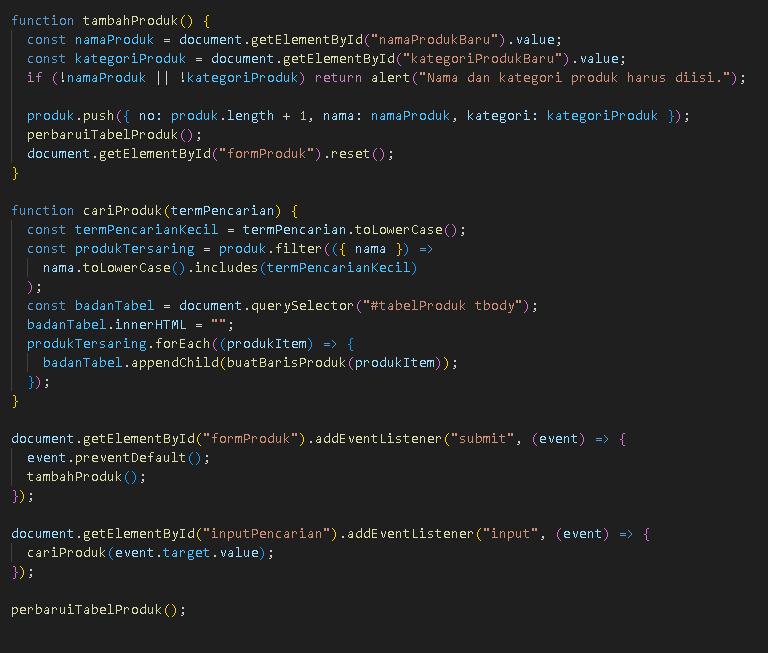 function tambahProduk() {
const namaProduk = document.getElementById("namaProdukBaru").value;
const kategoriProduk = document.getElementById("kategoriProdukBaru").value;
if (!namaProduk || !kategoriProduk) return alert("Nama dan kategori produk harus diisi.");
produk.push({ no: produk.length + 1, nama: namaProduk, kategori: kategoriProduk });
perbaruiTabelProduk();
document.getElementById("formProduk").reset();
}
function cariProduk(termPencarian) {
const termPencarianKecil = termPencarian.toLowerCase();
const produkTersaring = produk.filter(({ nama }) =>
nama.toLowerCase().includes(termPencarianKecil)
);
const badanTabel = document.querySelector("#tabelProduk tbody");
badanTabel.innerHTML = "";
produkTersaring.forEach((produkItem) => {
badanTabel.appendChild(buatBarisProduk(produkItem));
});
}
document.getElementById("formProduk").addEventListener("submit", (event) => {
event.preventDefault();
tambahProduk();
});
document.getElementById("inputPencarian").addEventListener("input", (event) => {
cariProduk(event.target.value);
});
perbaruiTabelProduk();